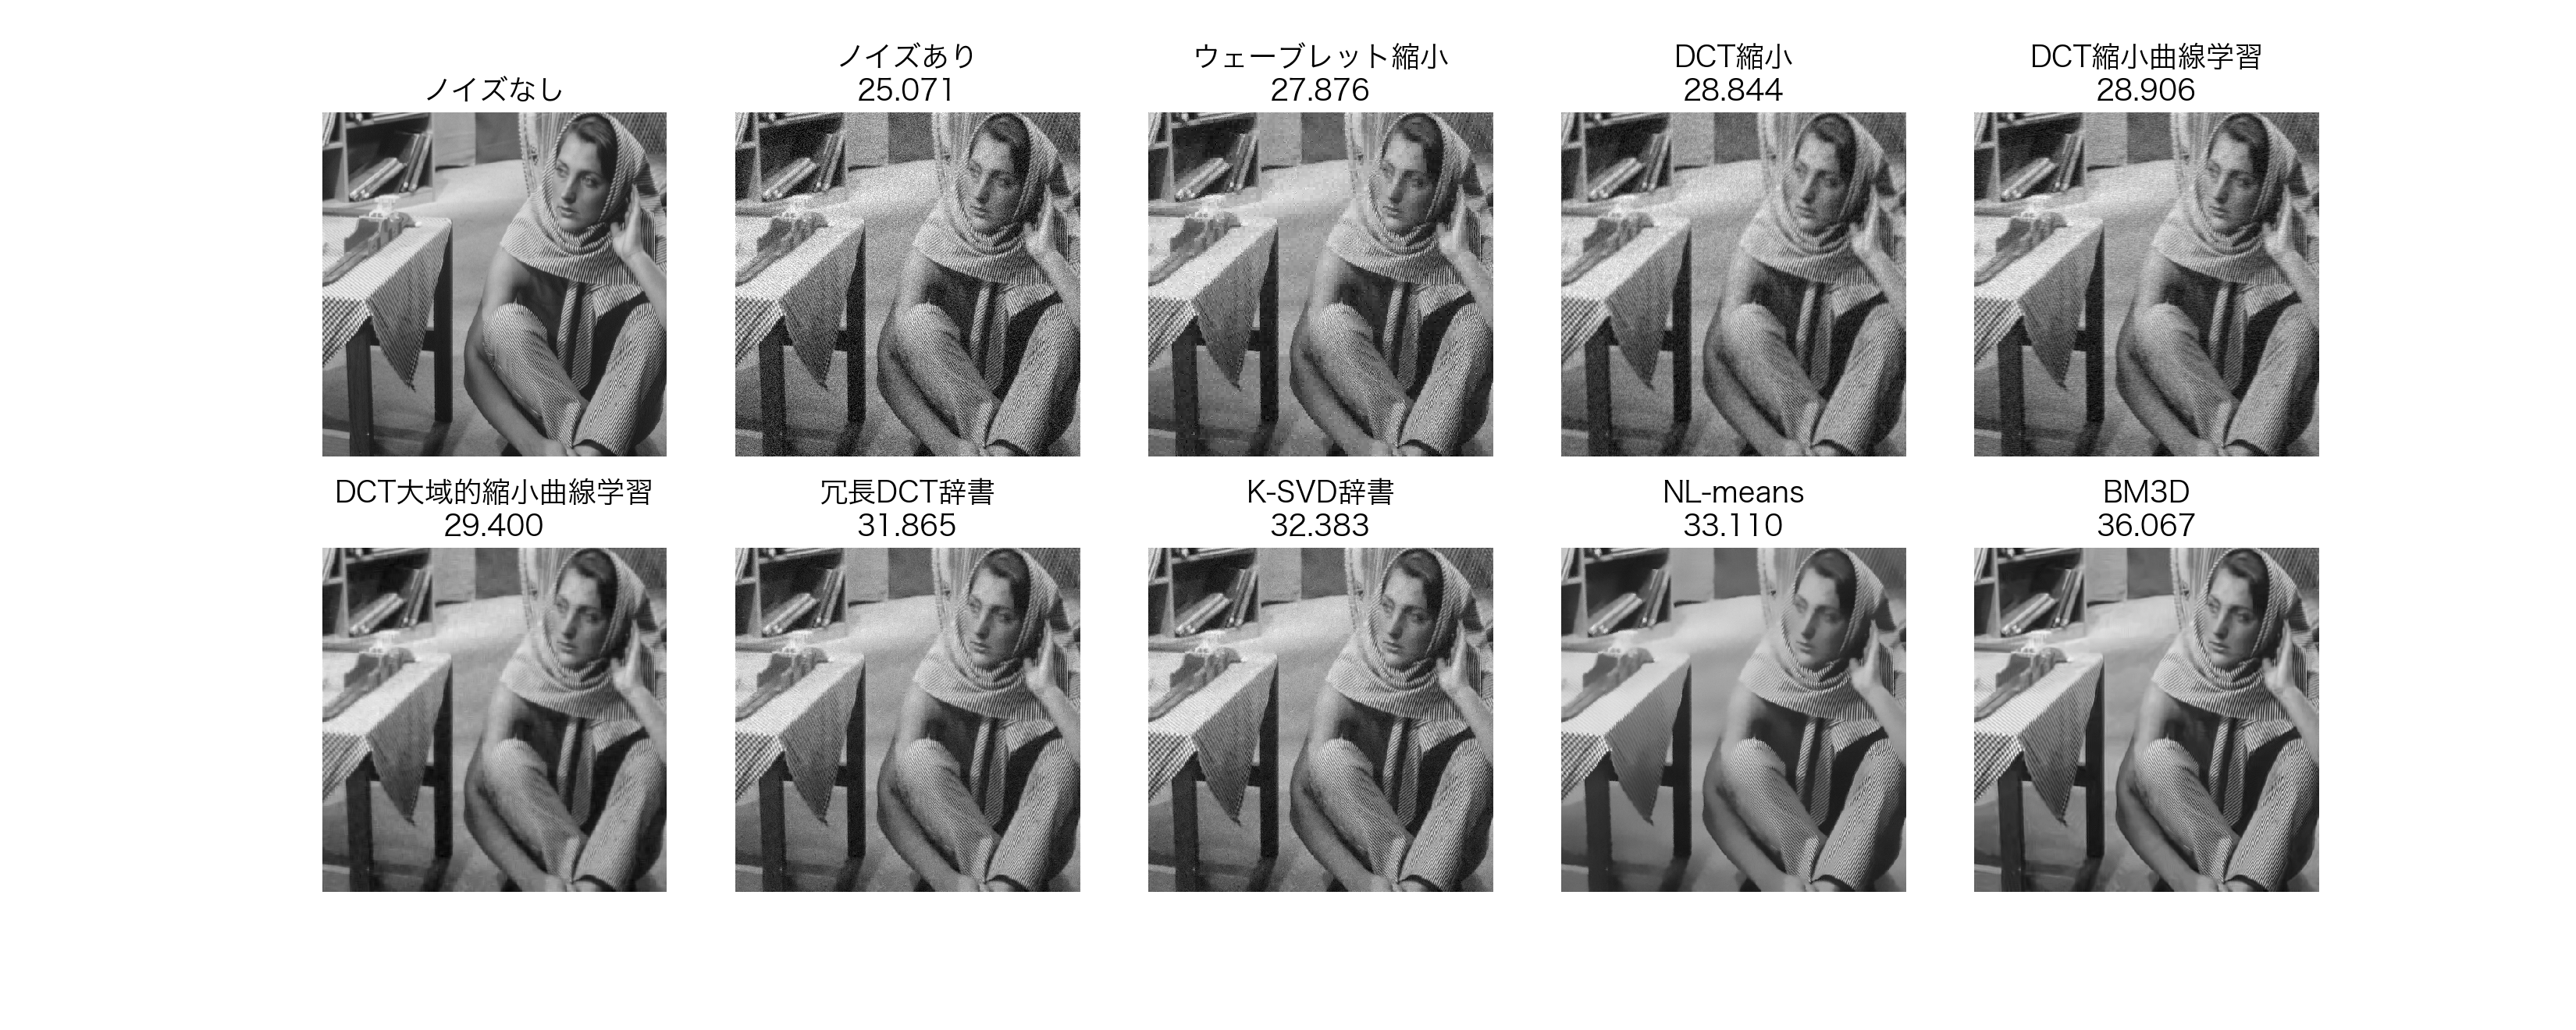 ノイズなし
ノイズあり
25.071
ウェーブレット縮小
27.876
DCT縮小
28.844
DCT縮小曲線学習
28.906
DCT大域的縮小曲線学習
29.400
冗長DCT辞書
31.865
K-SVD辞書
32.383
NL-means
33.110
BM3D
36.067